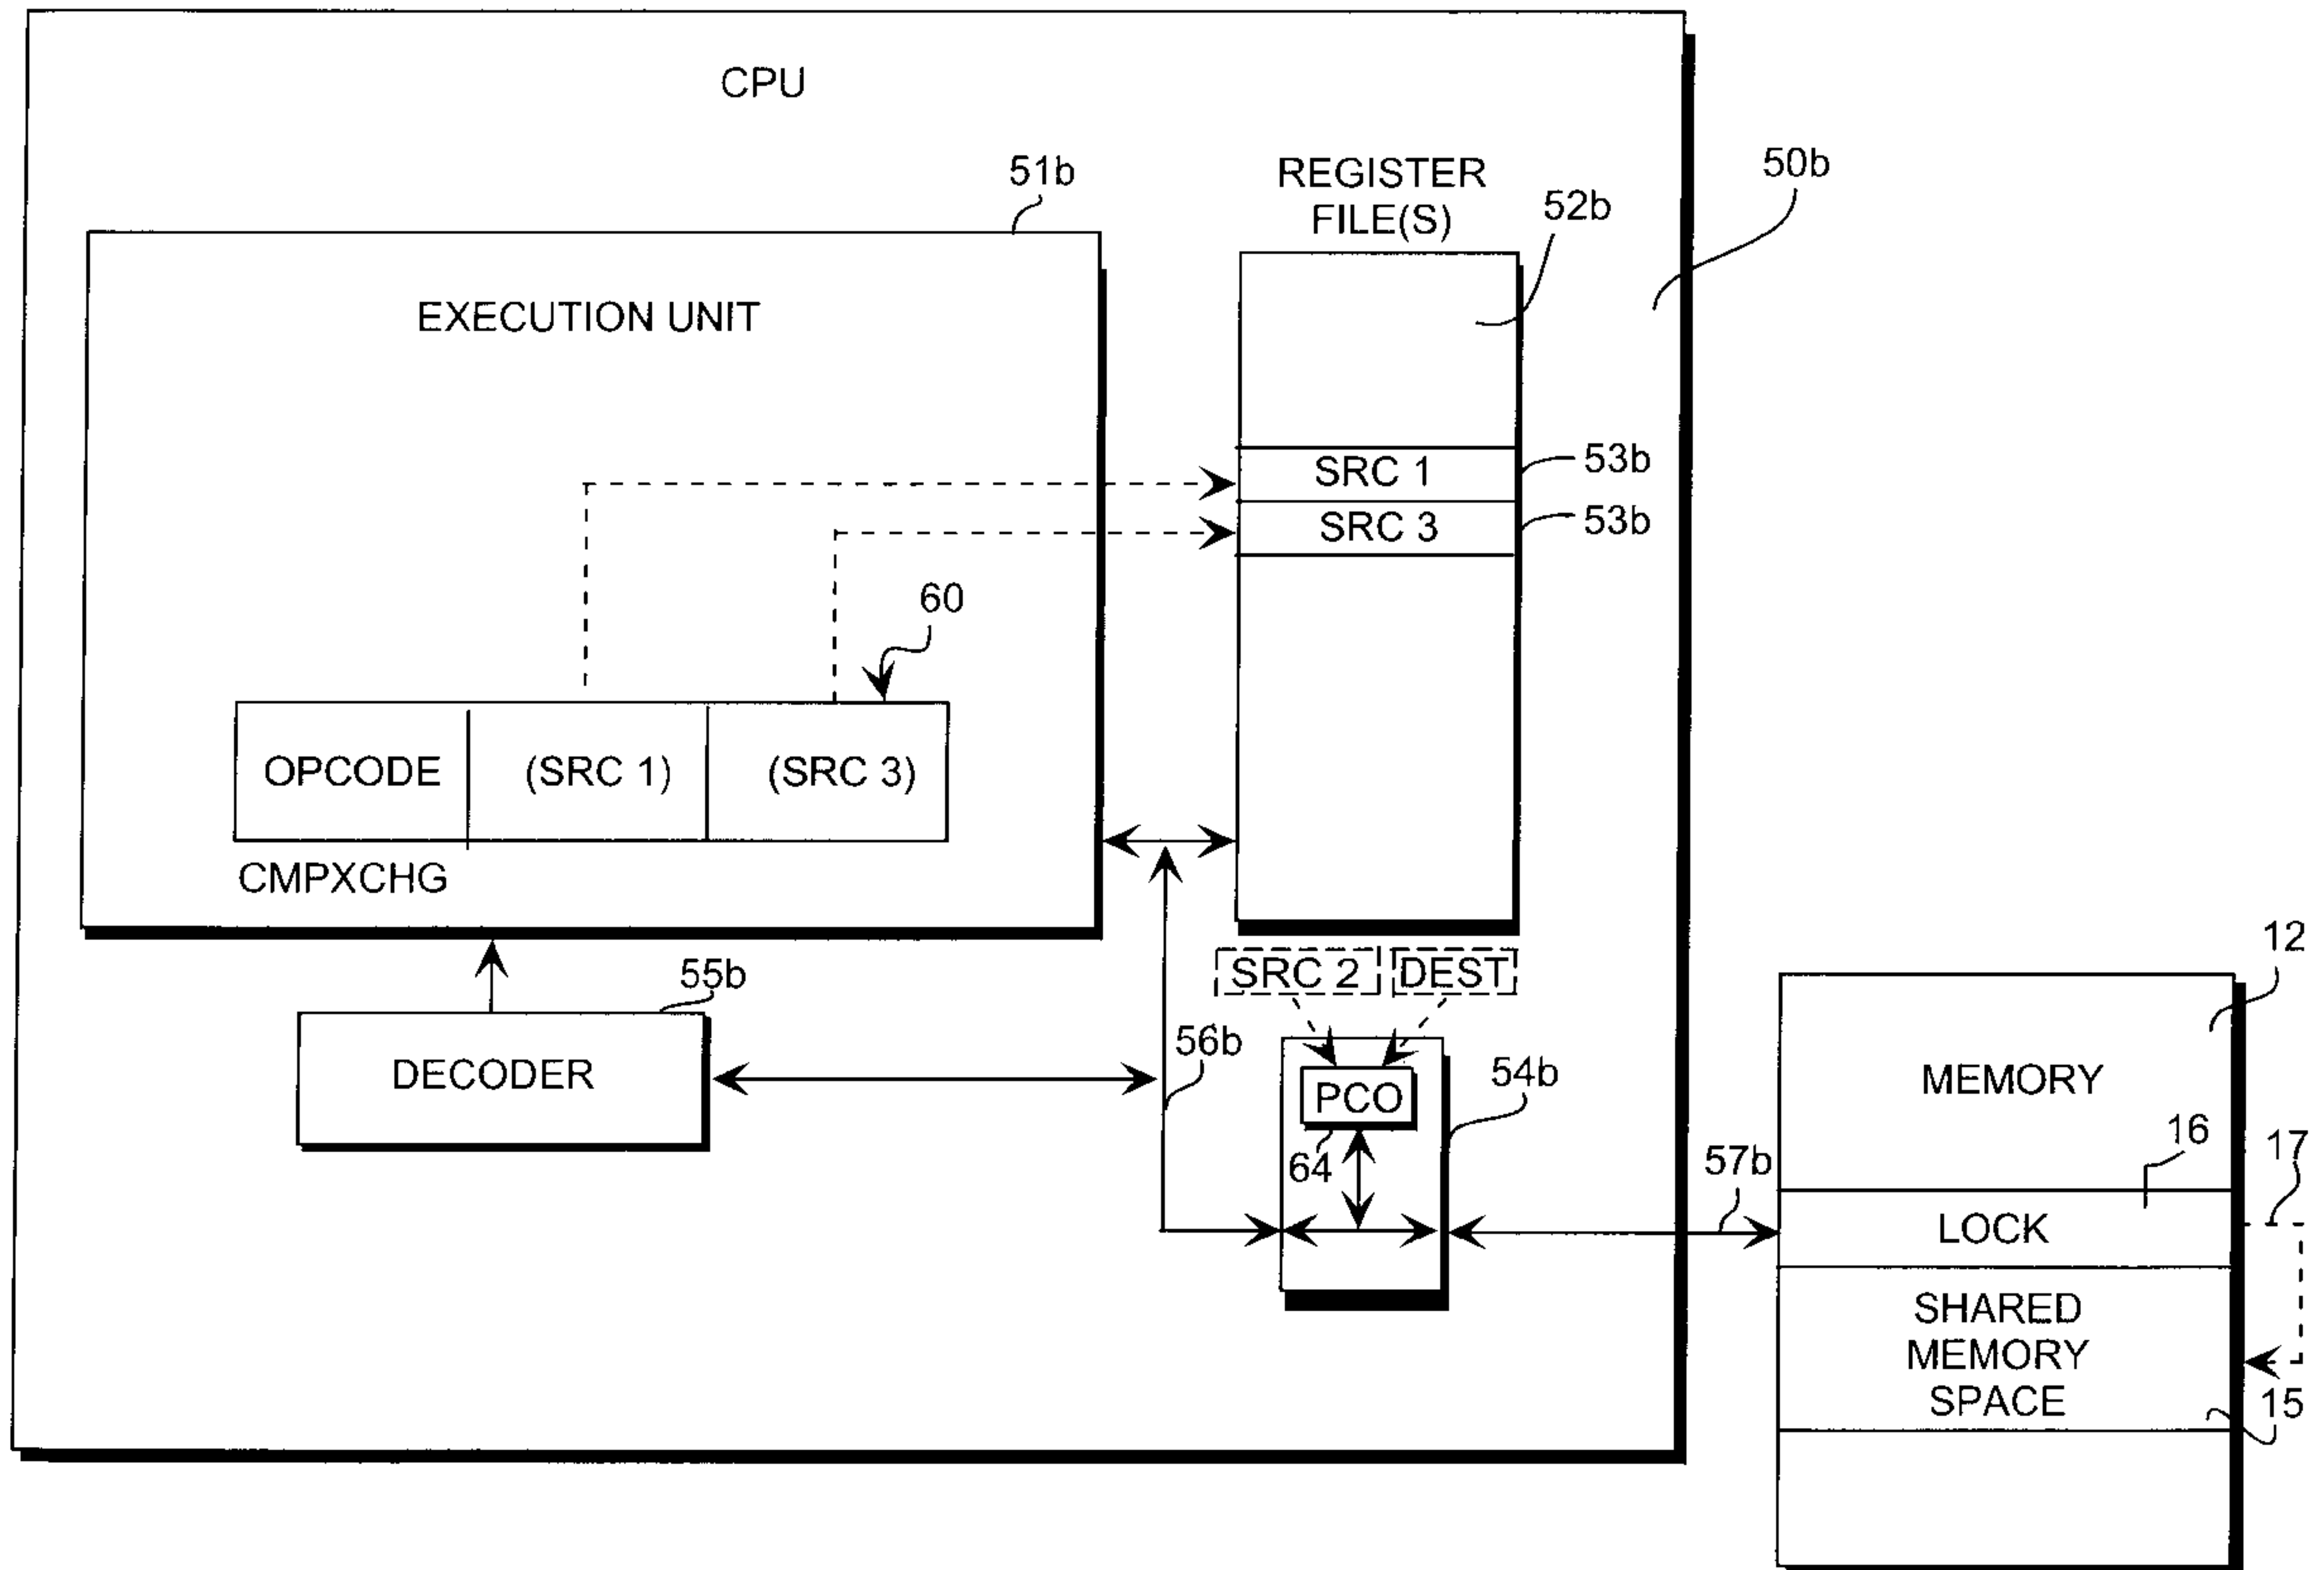 CPU
51b
REGISTER
FILE(S)
52b
50b
EXECUTION UNIT
SRC 1
53b
SRC 3
53b
60
OPCODE
(SRC 1)
(SRC 3)
CMPXCHG
SRC 2
DEST
12
55b
DECODER
56b
PCO
54b
MEMORY
64
57b
16
17
LOCK
SHARED
MEMORY
SPACE
15